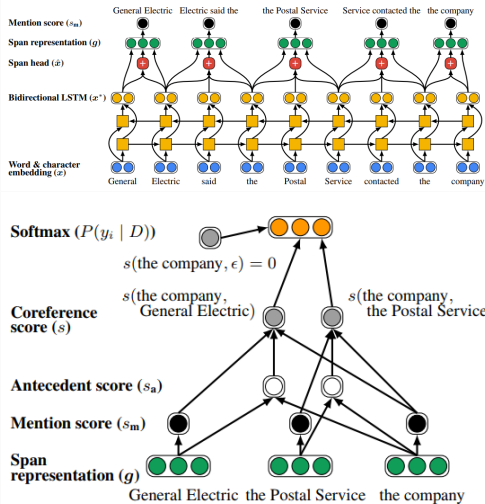 General Electric Electric said the the Postal Service Service contacted the the company
Mention score (sm)
Span representation (g)
Span head (x̂)
+ + + + +
Bidirectional LSTM (x*)
Word & character
embedding (x)
General Electric said the Postal Service contacted the company
Softmax (P(yi | D))
s(the company, ϵ) = 0
s(the company,
General Electric)
s(the company,
the Postal Service
Coreference
score (s)
Antecedent score (sa)
Mention score (sm)
Span
representation (g)
General Electric the Postal Service the company